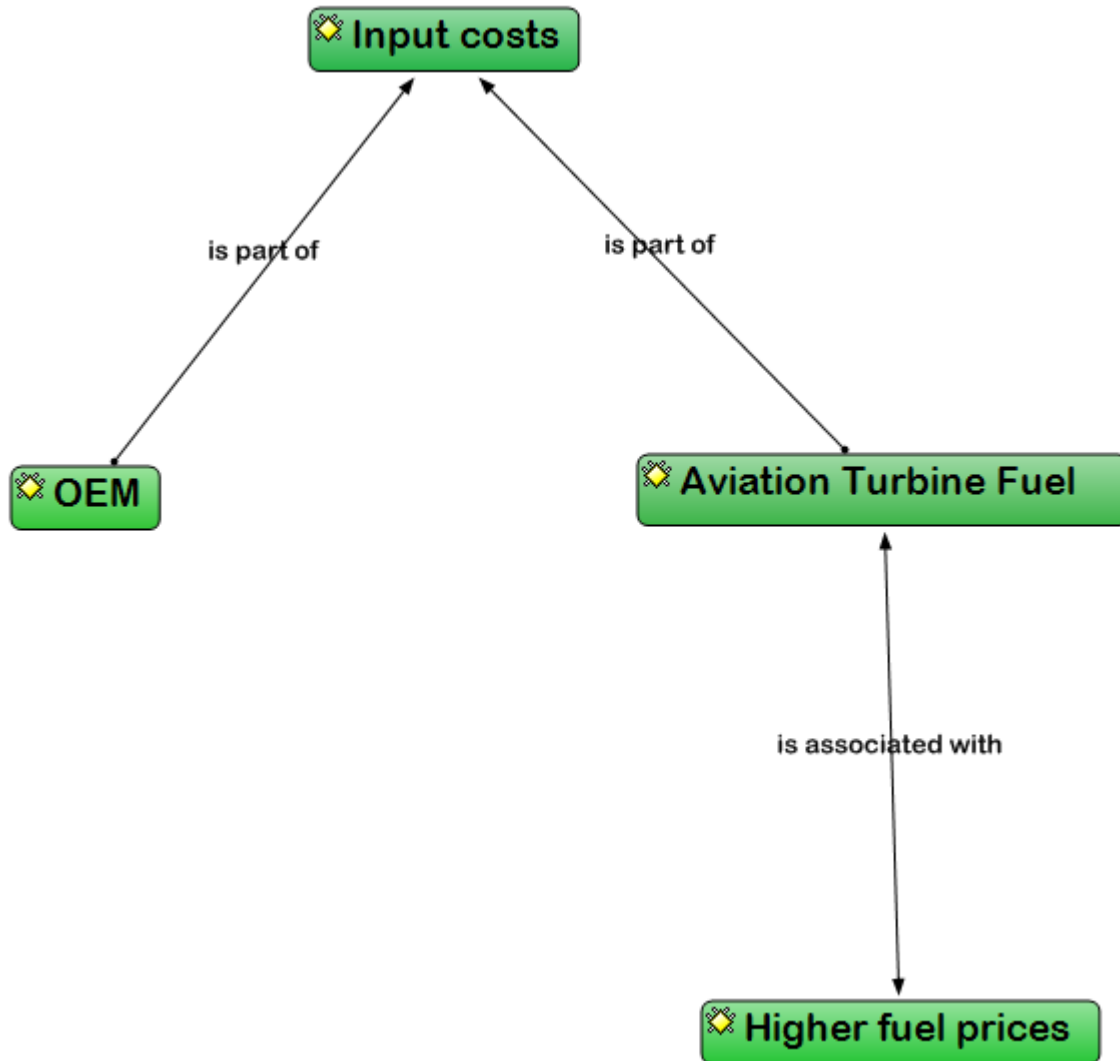 Input costs
is part of
is part of
OEM
Aviation Turbine Fuel
is associated with
Higher fuel prices